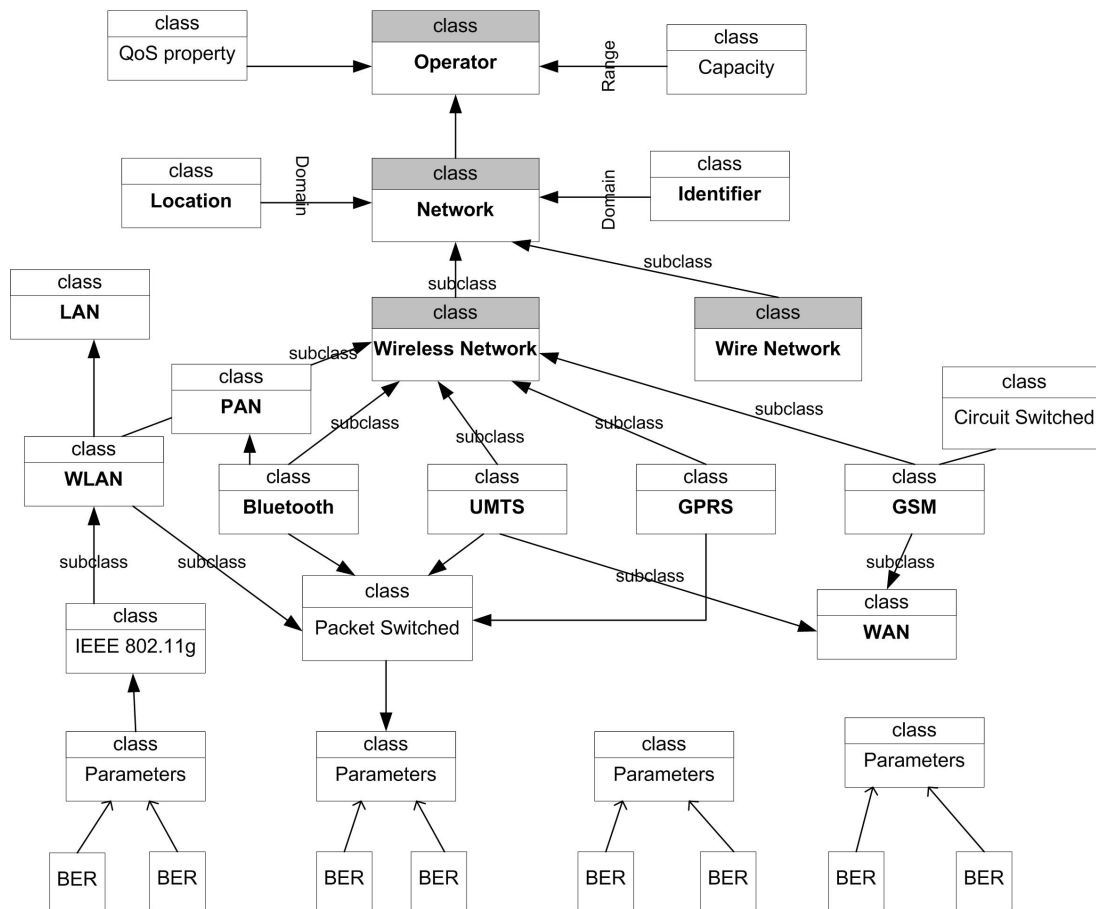 class
QoS property
class
Operator
class
Capacity
Range
class
Location
Domain
class
Network
Domain
class
Identifier
subclass
subclass
class
LAN
class
Wireless Network
class
Wire Network
subclass
class
PAN
class
Circuit Switched
subclass
subclass
subclass
subclass
class
WLAN
class
Bluetooth
class
UMTS
class
GPRS
class
GSM
subclass
subclass
subclass
subclass
class
IEEE 802.11g
class
Packet Switched
class
WAN
class
Parameters
class
Parameters
class
Parameters
class
Parameters
BER
BER
BER
BER
BER
BER
BER
BER